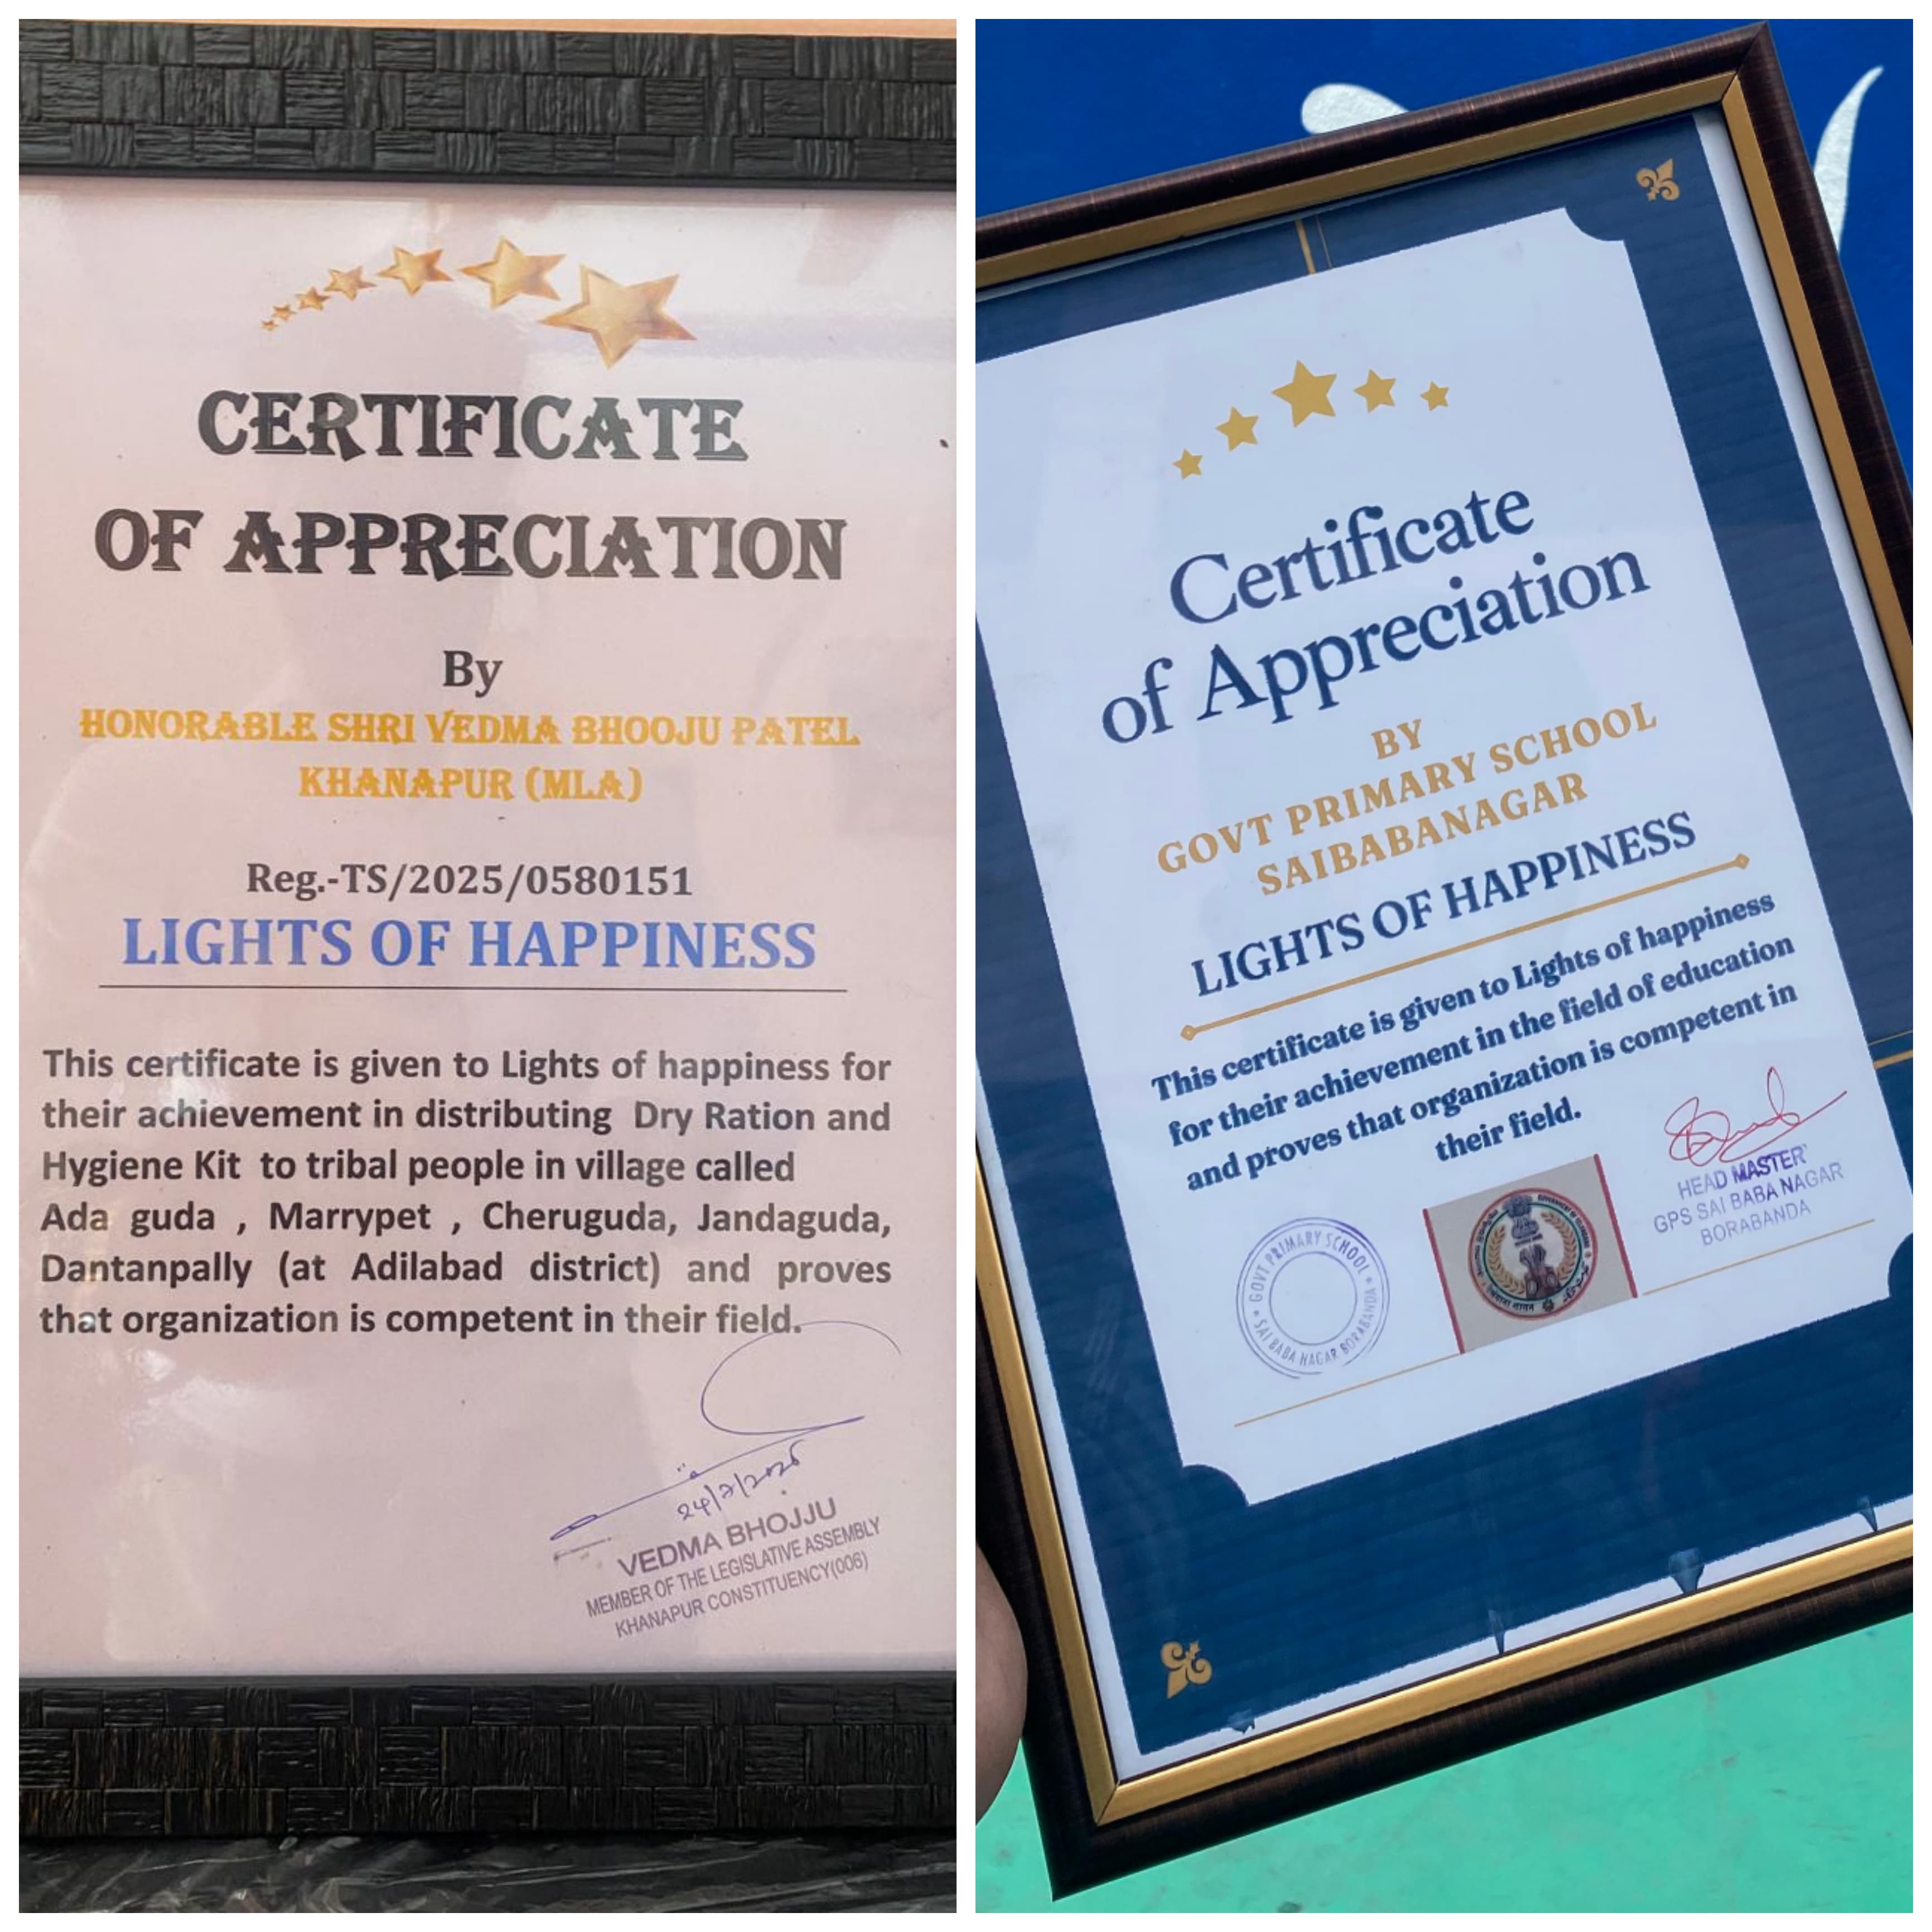 CERTIFICATE
OF APPRECIATION
By
HONORABLE SHRI VEDMA BHOOJU PATEL
KHANAPUR (MLA)
Reg.-TS/2025/0580151
LIGHTS OF HAPPINESS
This certificate is given to Lights of happiness for
their achievement in distributing Dry Ration and
Hygiene Kit to tribal people in village called
Ada guda , Marrypet , Cheruguda, Jandaguda,
Dantanpally (at Adilabad district) and proves
that organization is competent in their field.
VEDMA BHOJJU
MEMBER OF THE LEGISLATIVE ASSEMBLY
KHANAPUR CONSTITUENCY(006)
Certificate
of Appreciation
BY
GOVT PRIMARY SCHOOL
SAIBABANAGAR
LIGHTS OF HAPPINESS
This certificate is given to Lights of happiness
for their achievement in the field of education
and proves that organization is competent in
their field.
GOVT PRIMARY SCHOOL
SAI BABA NAGAR BORABANDA
HEAD MASTER
GPS SAI BABA NAGAR
BORABANDA